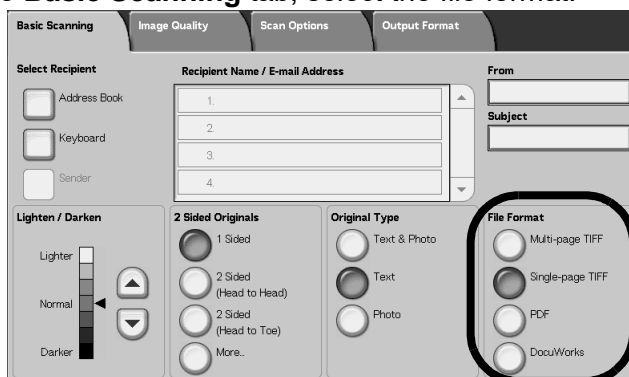 Basic Scanning tab, select the file format.
Basic Scanning
Image Quality
Scan Options
Output Format
Select Recipient
Address Book
Keyboard
Sender
Recipient Name / E-mail Address
1.
2.
3.
4.
From
Subject
Lighten / Darken
Lighter
Normal
Darker
2 Sided Originals
1 Sided
2 Sided
(Head to Head)
2 Sided
(Head to Toe)
More...
Original Type
Text & Photo
Text
Photo
File Format
Multi-page TIFF
Single-page TIFF
PDF
DocuWorks